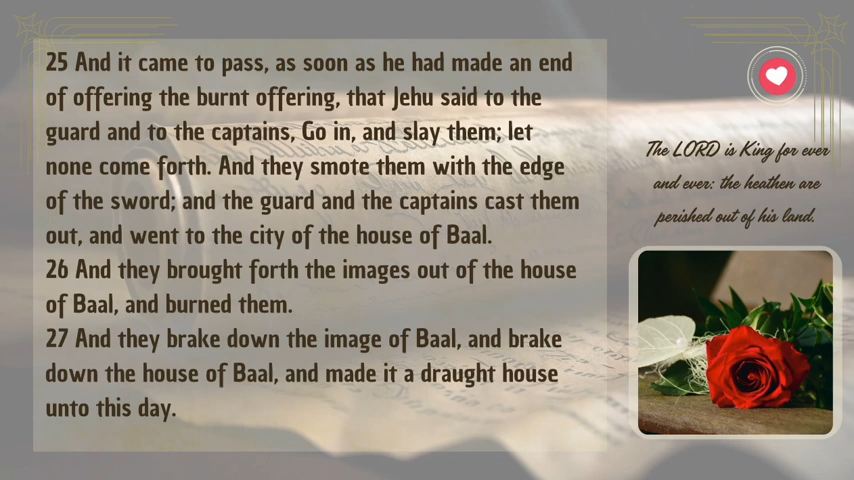 25 And it came to pass, as soon as he had made an end
of offering the burnt offering, that Jehu said to the
guard and to the captains, Go in, and slay them; let
none come forth. And they smote them with the edge
of the sword; and the guard and the captains cast them
out, and went to the city of the house of Baal.
26 And they brought forth the images out of the house
of Baal, and burned them.
27 And they brake down the image of Baal, and brake
down the house of Baal, and made it a draught house
unto this day.
The LORD is King for ever
and ever: the heathen are
perished out of his land.